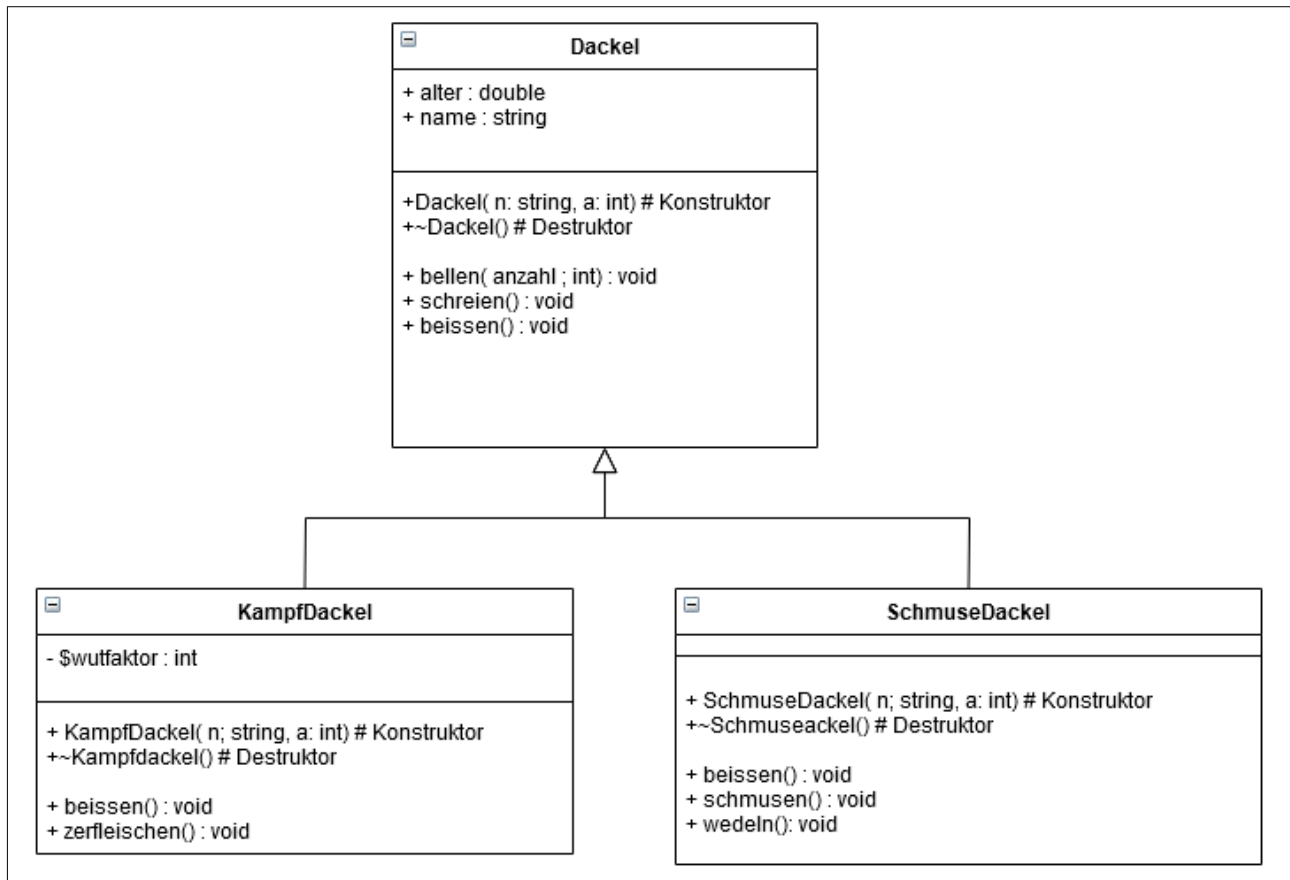 Dackel
+ alter : double
+ name : string
+Dackel( n: string, a: int) # Konstruktor
+~Dackel() # Destruktor
+ bellen( anzahl ; int) : void
+ schreien() : void
+ beissen() : void
KampfDackel
- $wutfaktor : int
+ KampfDackel( n; string, a: int) # Konstruktor
+~Kampfdackel() # Destruktor
+ beissen() : void
+ zerfleischen() : void
SchmuseDackel
+ SchmuseDackel( n; string, a: int) # Konstruktor
+~Schmuseackel() # Destruktor
+ beissen() : void
+ schmusen() : void
+ wedeln(): void